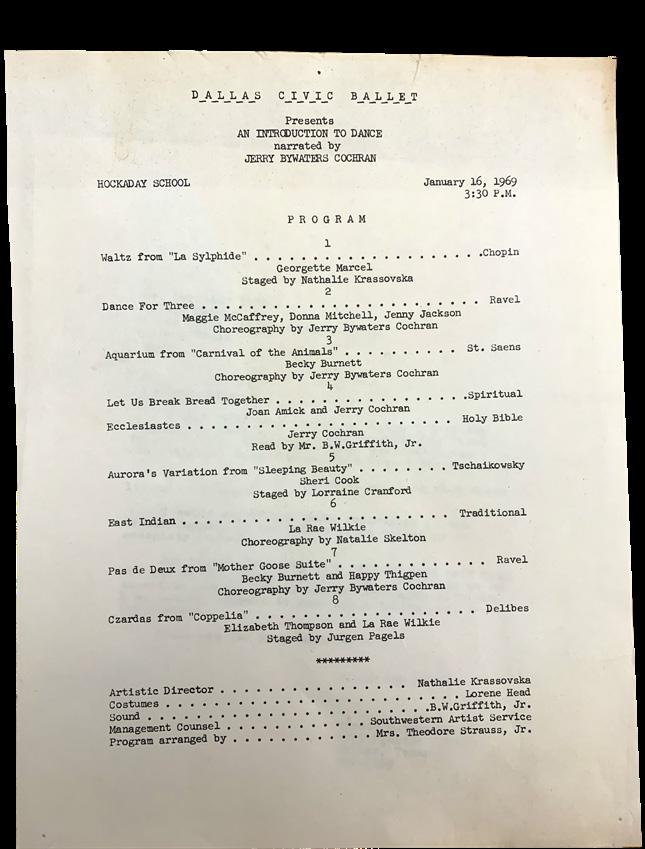 DALLAS CIVIC BALLET
Presents
AN INTRODUCTION TO DANCE
narrated by
JERRY BYWATERS COCHRAN
HOCKADAY SCHOOL January 16, 1969
3:30 P.M.
PROGRAM
1
Waltz from "La Sylphide" . . . . . . . . . . . . . . . . . . . .Chopin
Georgette Marcel
Staged by Nathalie Krassovska
2
Dance For Three . . . . . . . . . . . . . . . . . . . . . . . . Ravel
Maggie McCaffrey, Donna Mitchell, Jenny Jackson
Choreography by Jerry Bywaters Cochran
3
Aquarium from "Carnival of the Animals" . . . . . . . . . . St. Saens
Becky Burnett
Choreography by Jerry Bywaters Cochran
4
Let Us Break Bread Together . . . . . . . . . . . . . . . . .Spiritual
Joan Amick and Jerry Cochran
Ecclesiastes . . . . . . . . . . . . . . . . . . . . . . . Holy Bible
Jerry Cochran
Read by Mr. B.W.Griffith, Jr.
5
Aurora's Variation from "Sleeping Beauty" . . . . . . . . Tschaikowsky
Sheri Cook
Staged by Lorraine Cranford
6
East Indian . . . . . . . . . . . . . . . . . . . . . . . Traditional
La Rae Wilkie
Choreography by Natalie Skelton
7
Pas de Deux from "Mother Goose Suite" . . . . . . . . . . . . . Ravel
Becky Burnett and Happy Thigpen
Choreography by Jerry Bywaters Cochran
8
Czardas from "Coppelia" . . . . . . . . . . . . . . . . . . . Delibes
Elizabeth Thompson and La Rae Wilkie
Staged by Jurgen Pagels
*********
Artistic Director . . . . . . . . . . . . . . . . Nathalie Krassovska
Costumes . . . . . . . . . . . . . . . . . . . . . . . . Lorene Head
Sound . . . . . . . . . . . . . . . . . . . . . . . .B.W.Griffith, Jr.
Management Counsel . . . . . . . . . . . . Southwestern Artist Service
Program arranged by . . . . . . . . . . . . Mrs. Theodore Strauss, Jr.